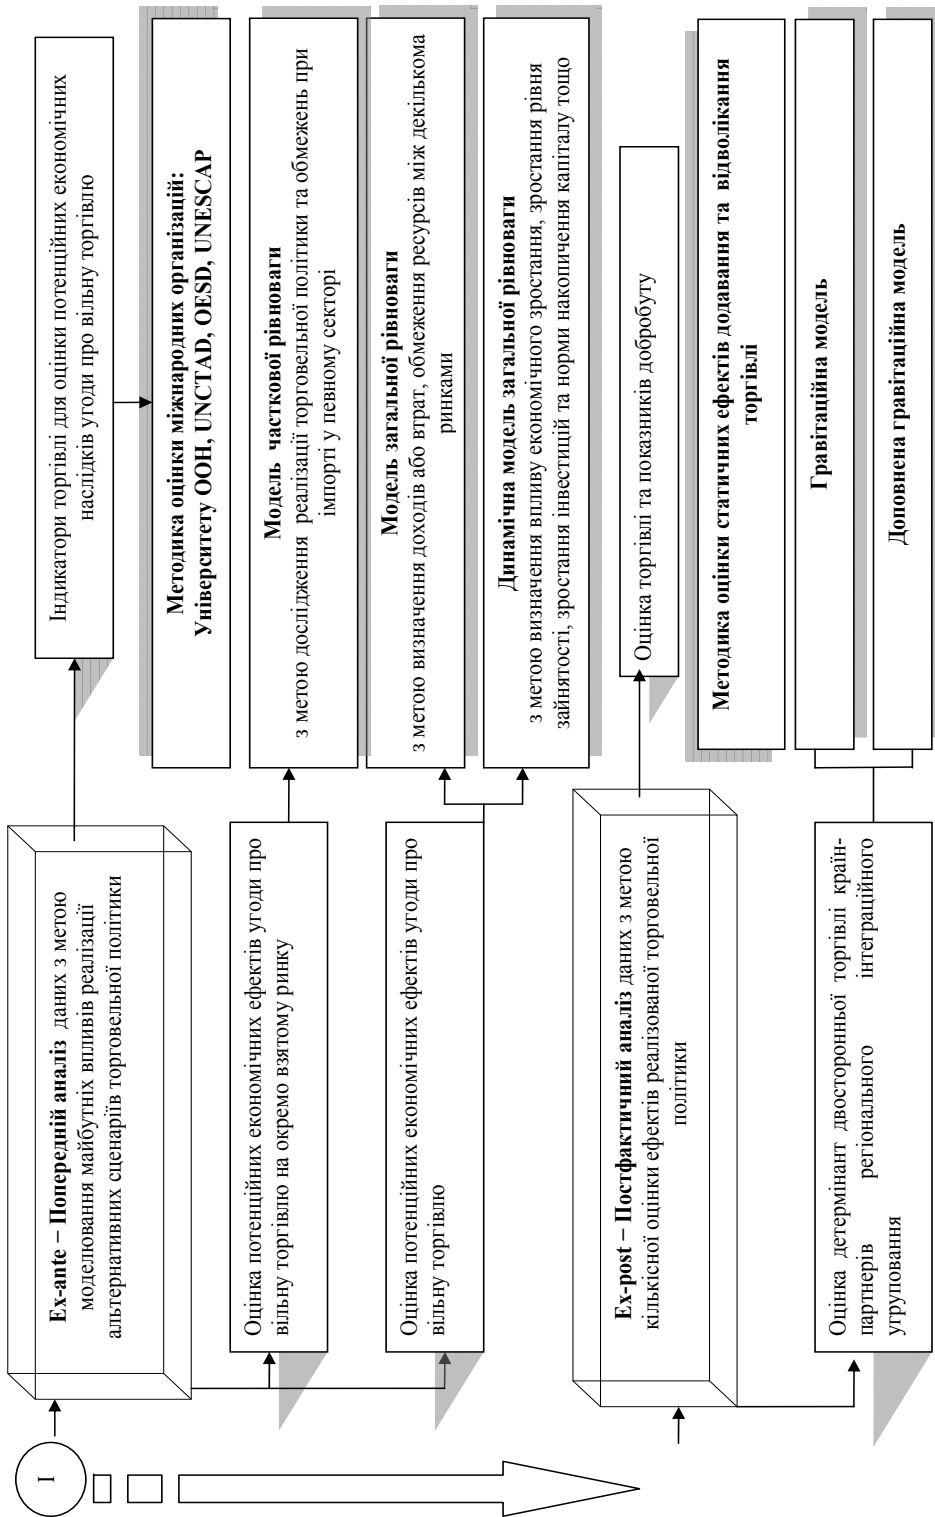 І
Ex-ante – Попередній аналіз даних з метою
моделювання майбутніх впливів реалізації
альтернативних сценаріїв торговельної політики
Індикатори торгівлі для оцінки потенційних економічних
наслідків угоди про вільну торгівлю
Методика оцінки міжнародних організацій:
Університету ООН, UNCTAD, OESD, UNESCAP
Оцінка потенційних економічних ефектів угоди про
вільну торгівлю на окремо взятому ринку
Модель часткової рівноваги
з метою дослідження реалізації торговельної політики та обмежень при
імпорті у певному секторі
Оцінка потенційних економічних ефектів угоди про
вільну торгівлю
Модель загальної рівноваги
з метою визначення доходів або втрат, обмеження ресурсів між декількома
ринками
Динамічна модель загальної рівноваги
з метою визначення впливу економічного зростання, зростання рівня
зайнятості, зростання інвестицій та норми накопичення капіталу тощо
Ex-post – Постфактичний аналіз даних з метою
кількісної оцінки ефектів реалізованої торговельної
політики
Оцінка торгівлі та показників добробуту
Методика оцінки статичних ефектів додавання та відволікання
торгівлі
Оцінка детермінант двосторонньої торгівлі країн-
партнерів регіонального інтеграційного
угруповання
Гравітаційна модель
Доповнена гравітаційна модель